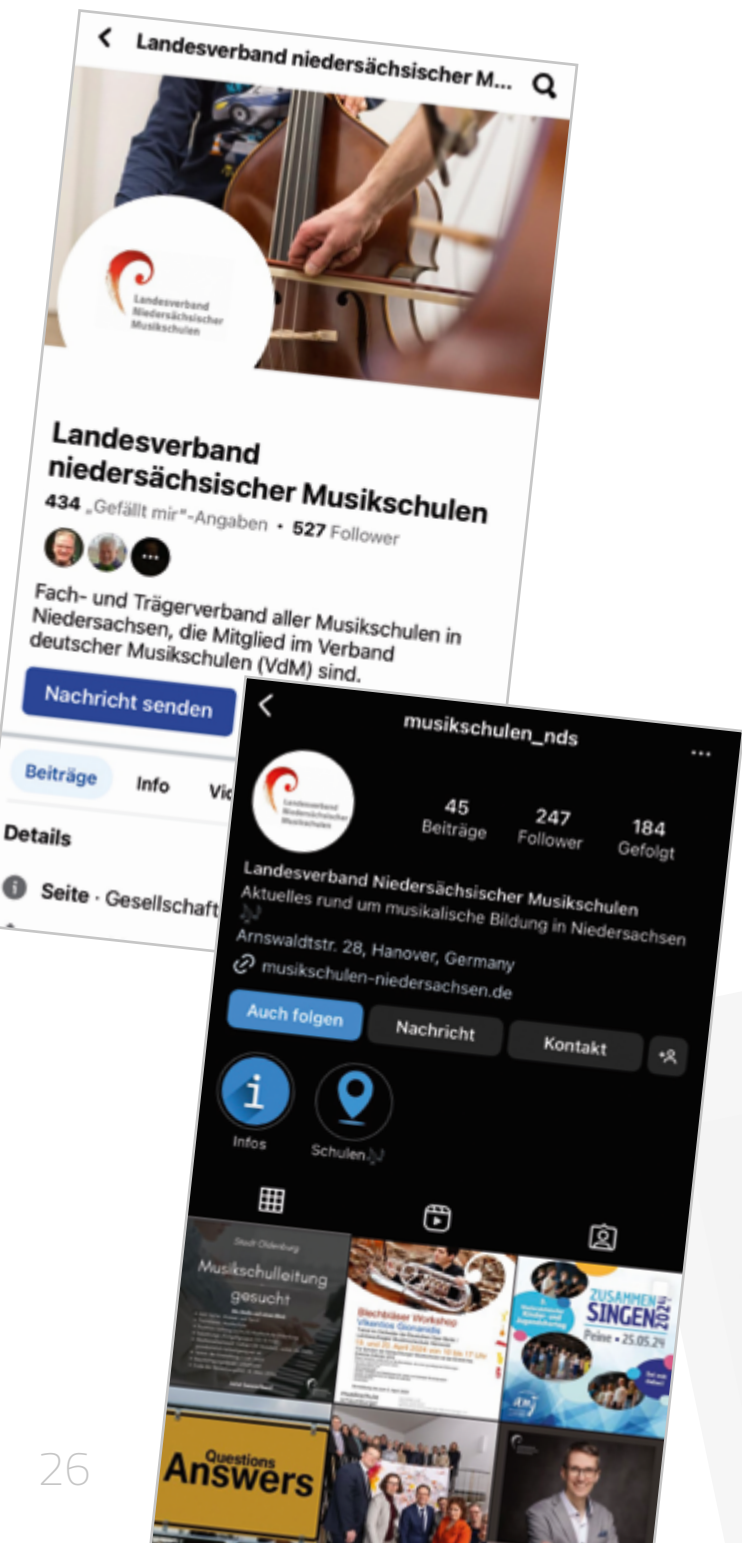 Landesverband niedersächsischer M...
Landesverband
Niedersächsischer
Musikschulen
Landesverband
niedersächsischer Musikschulen
434 „Gefällt mir“-Angaben • 527 Follower
Fach- und Trägerverband aller Musikschulen in
Niedersachsen, die Mitglied im Verband
deutscher Musikschulen (VdM) sind.
Nachricht senden
Beiträge Info
Details
Seite · Gesellschaft
musikschulen_nds
Landesverband
Niedersächsischer
Musikschulen
45 247 184
Beiträge Follower Gefolgt
Landesverband Niedersächsischer Musikschulen
Aktuelles rund um musikalische Bildung in Niedersachsen
Arnswaldtstr. 28, Hanover, Germany
musikschulen-niedersachsen.de
Auch folgen Nachricht Kontakt
Infos Schulen
Stadt Oldenburg
Musikschulleitung
gesucht
Blechbläser Workshop
ZUSAMMEN
SINGEN
2024
Peine • 25.05.24
Questions
Answers
26